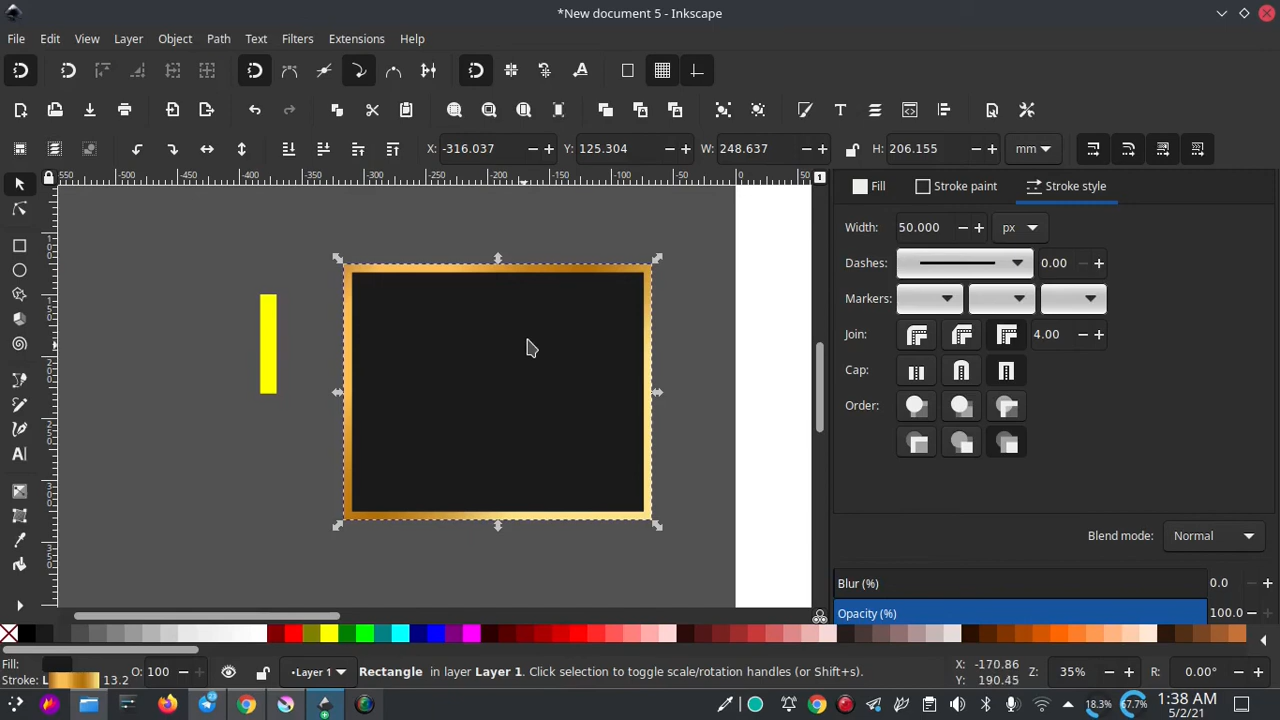 *New document 5 - Inkscape
File Edit View Layer Object Path Filters Text Extensions Help
X: -316.037 Y: 125.304 W: 248.637 H: 206.155 mm
Fill Stroke paint Stroke style
Width: 50.000 px
Dashes: 0.00
Markers:
Join: 4.00
Cap:
Order:
Blend mode: Normal
Blur (%) 0.0
Opacity (%) 100.0
Fill:
Stroke: L 13.2
O: 100
•Layer 1
Rectangle in layer Layer 1. Click selection to toggle scale/rotation handles (or Shift+s).
X: -170.86
Y: 190.45
Z: 35%
R: 0.00°
18.3% 67.7%
1:38 AM
5/2/21